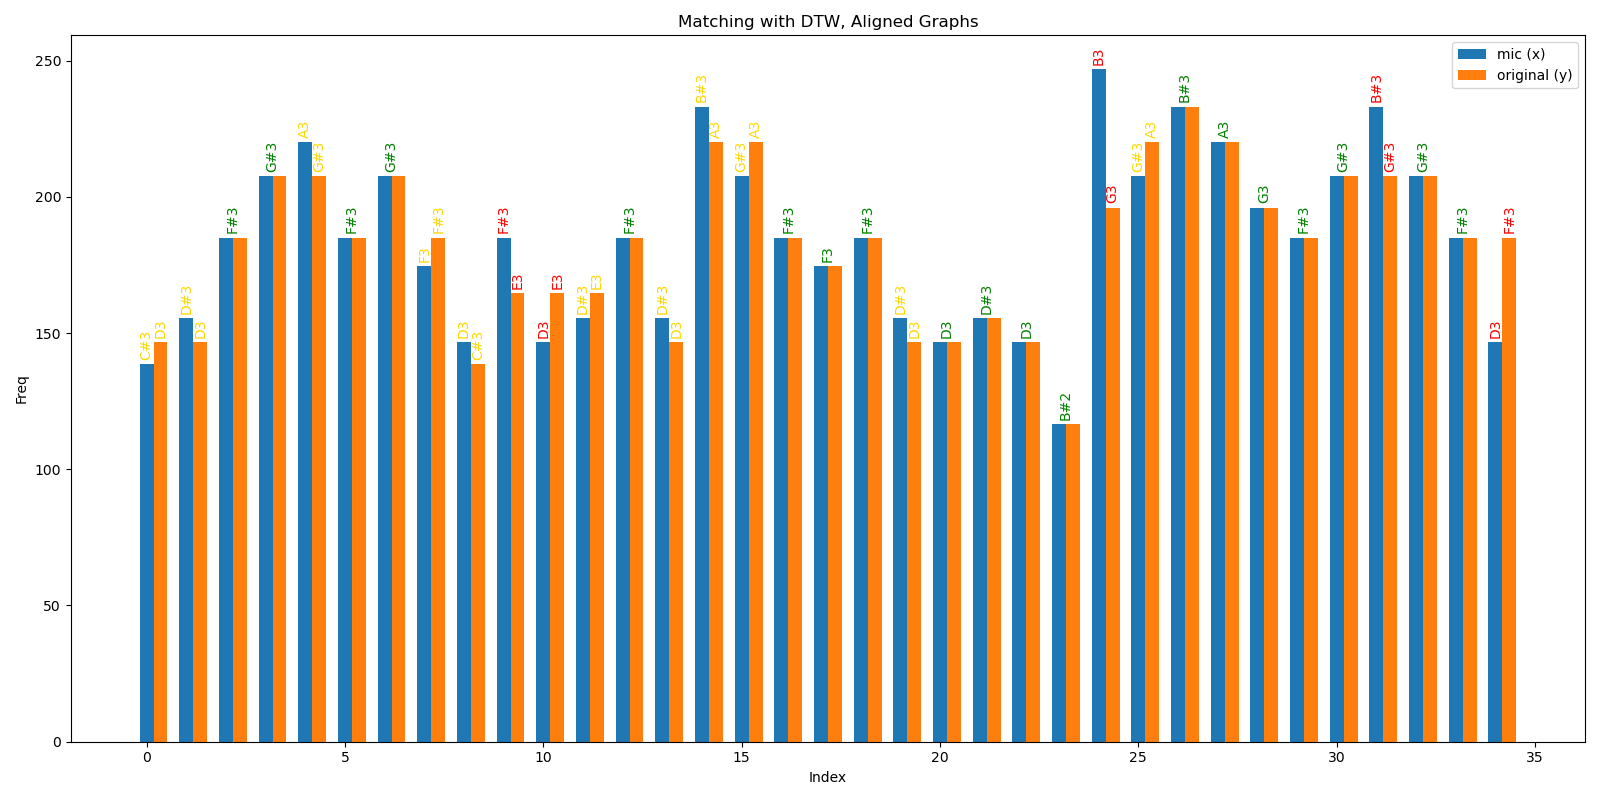 Matching with DTW, Aligned Graphs
mic (x)
original (y)
Freq
250
200
150
100
50
0
C#3 D3 D#3 D3 F#3 G#3 A3 G#3 F#3 G#3 F3 F#3 D3 C#3 F#3 E3 D3 E3 D#3 E3 F#3 D#3 D3 B#3 A3 G#3 A3 F#3 F3 F#3 D#3 D3 D3 D#3 D3 B#2 B3 G3 G#3 A3 B#3 A3 G3 F#3 G#3 B#3 G#3 G#3 F#3 D3 F#3
0 5 10 15 20 25 30 35
Index